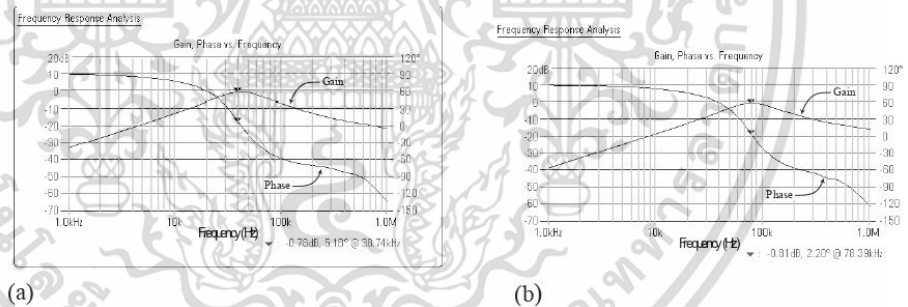 Frequency Response Analysis
Gain, Phase vs. Frequency
20dB 120°
10 90
0 60
-10 30
-20 0
-30 -30
-40 -60
-50 -90
-60 -120
-70 -150
Gain
Phase
1.0kHz 10k 100k 1.0M
Frequency (Hz)
-0.78dB, 5.18° @ 38.74kHz
(a)
Frequency Response Analysis
Gain, Phase vs. Frequency
20dB 120°
10 90
0 60
-10 30
-20 0
-30 -30
-40 -60
-50 -90
-60 -120
-70 -150
Gain
Phase
1.0kHz 10k 100k 1.0M
Frequency (Hz)
: -0.81dB, 2.20° @ 78.39kHz
(b)